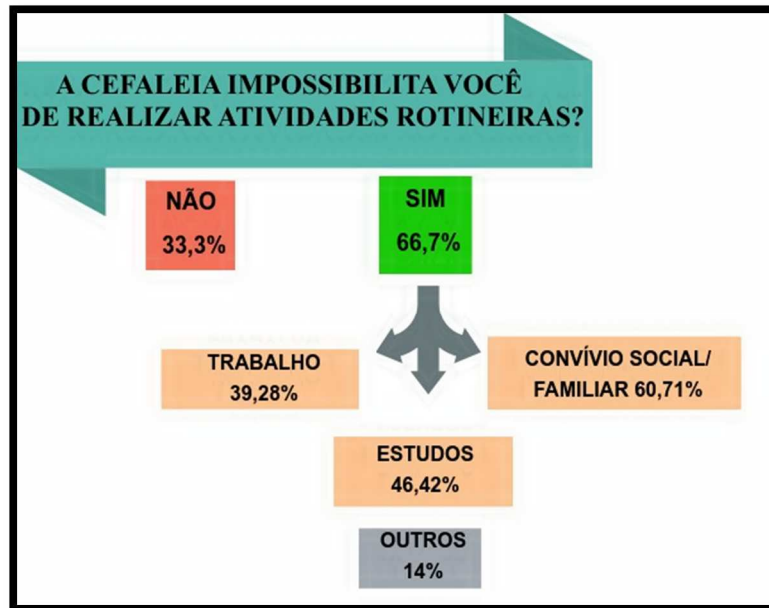 A CEFALEIA IMPOSSIBILITA VOCÊ
DE REALIZAR ATIVIDADES ROTINEIRAS?
NÃO
33,3%
SIM
66,7%
TRABALHO
39,28%
CONVÍVIO SOCIAL/
FAMILIAR 60,71%
ESTUDOS
46,42%
OUTROS
14%